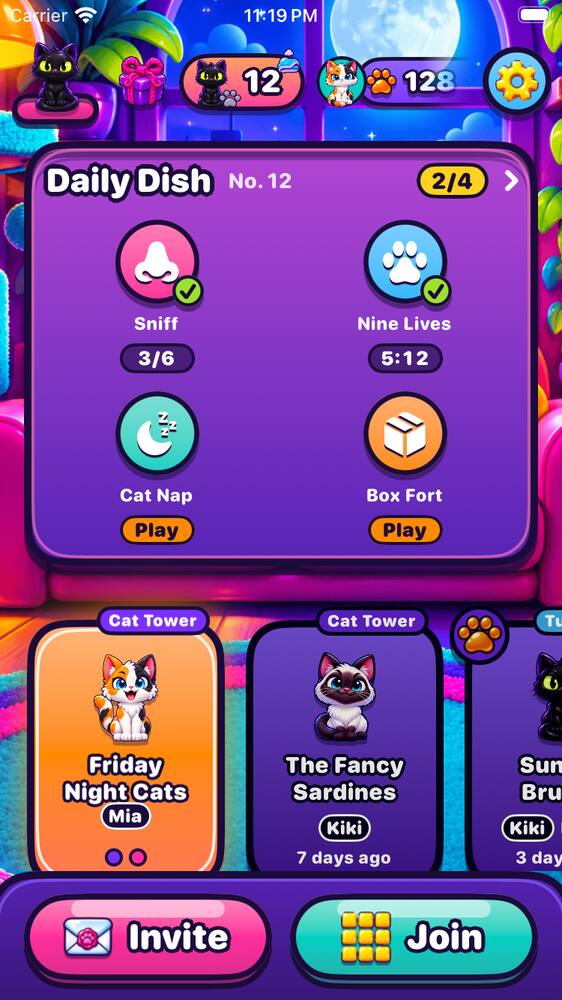 Carrier 11:19 PM
12
128
Daily Dish No. 12 2/4
Sniff
Nine Lives
3/6
5:12
z z z
Cat Nap
Box Fort
Play
Play
Cat Tower
Cat Tower
Friday
Night Cats
Mia
The Fancy
Sardines
Kiki
7 days ago
Kiki
Invite
Join